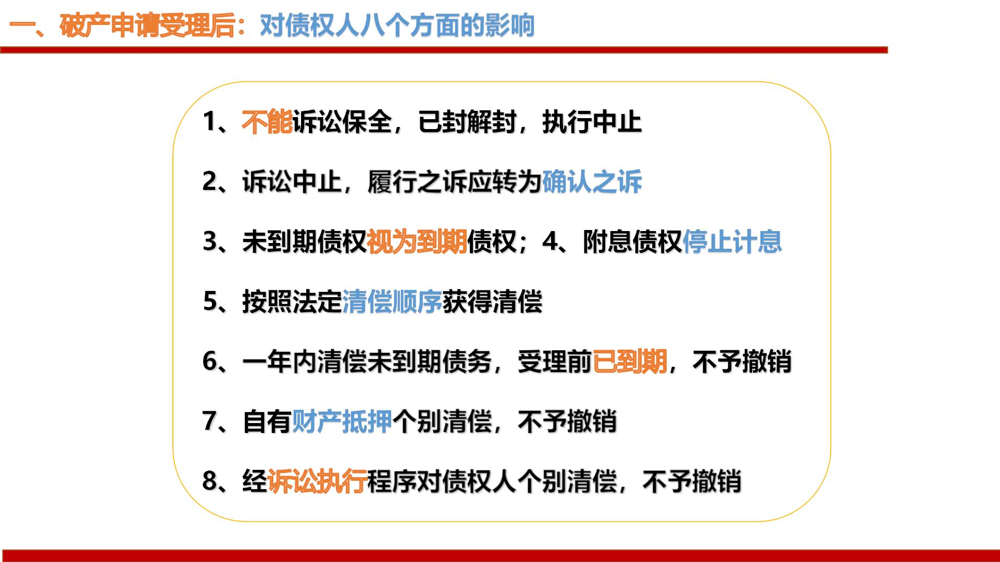 一、破产申请受理后：对债权人八个方面的影响
1、不能诉讼保全，已封解封，执行中止
2、诉讼中止，履行之诉应转为确认之诉
3、未到期债权视为到期债权；4、附息债权停止计息
5、按照法定清偿顺序获得清偿
6、一年内清偿未到期债务，受理前已到期，不予撤销
7、自有财产抵押个别清偿，不予撤销
8、经诉讼执行程序对债权人个别清偿，不予撤销